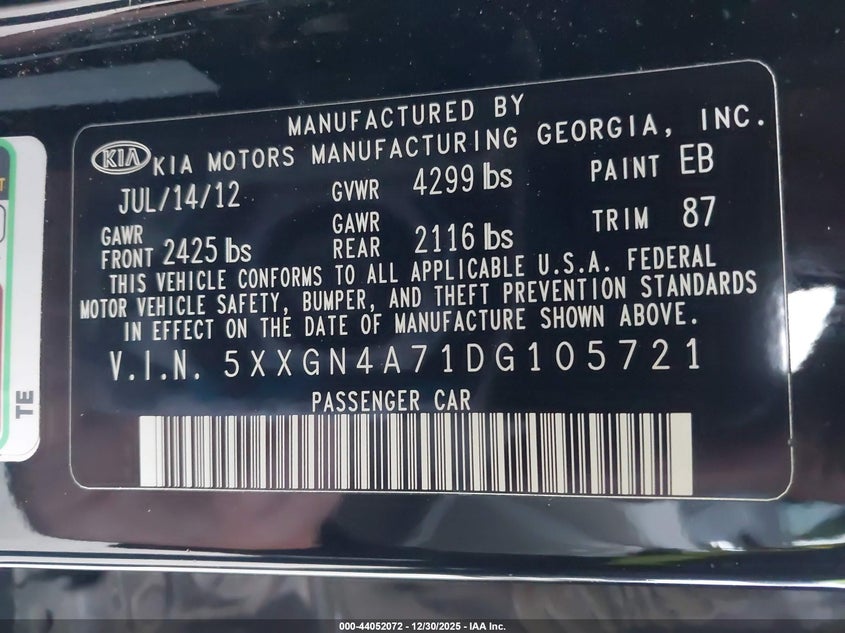 MANUFACTURED BY
KIA KIA MOTORS MANUFACTURING GEORGIA, INC.
JUL/14/12 GVWR 4299 lbs PAINT EB
GAWR FRONT 2425 lbs GAWR REAR 2116 lbs TRIM 87
THIS VEHICLE CONFORMS TO ALL APPLICABLE U.S.A. FEDERAL
MOTOR VEHICLE SAFETY, BUMPER, AND THEFT PREVENTION STANDARDS
IN EFFECT ON THE DATE OF MANUFACTURE SHOWN ABOVE.
V.I.N. 5XXGN4A71DG105721
PASSENGER CAR
TE
000-44052072 - 12/30/2025 - IAA Inc.